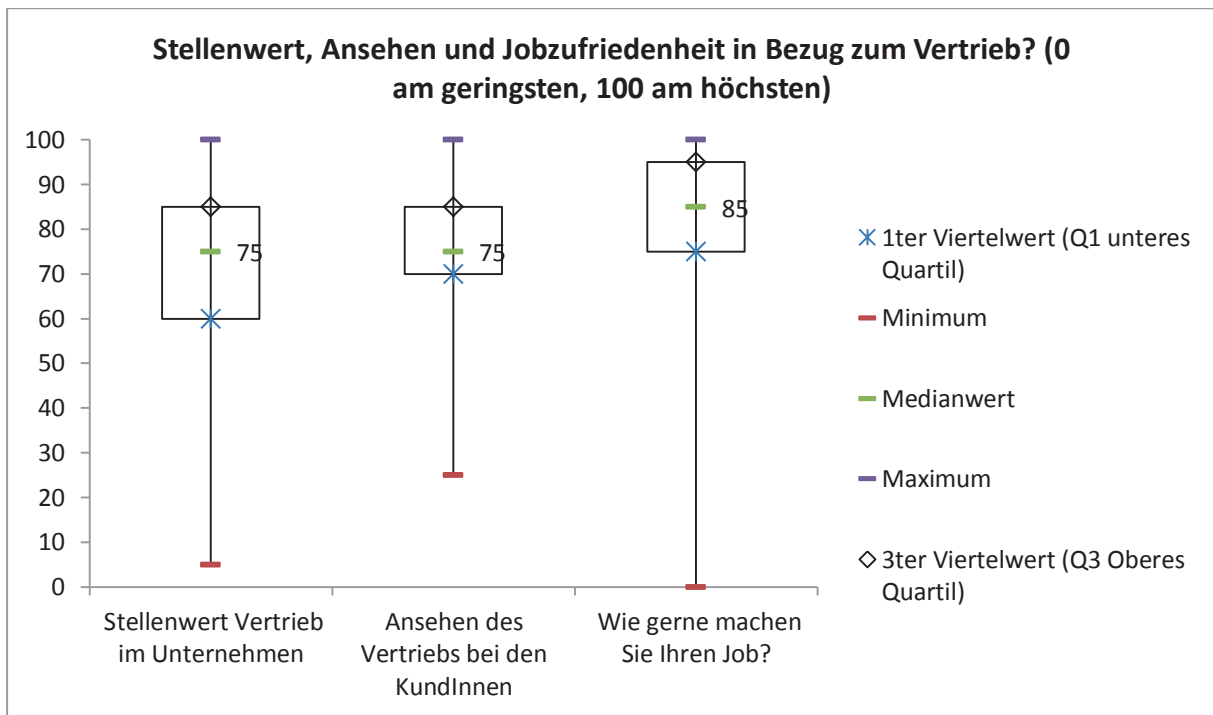 Stellenwert, Ansehen und Jobzufriedenheit in Bezug zum Vertrieb? (0
am geringsten, 100 am höchsten)
100
90
80
70
60
50
40
30
20
10
0
75
75
85
Stellenwert Vertrieb
im Unternehmen
Ansehen des
Vertriebs bei den
KundInnen
Wie gerne machen
Sie Ihren Job?
1ter Viertelwert (Q1 unteres
Quartil)
Minimum
Medianwert
Maximum
3ter Viertelwert (Q3 Oberes
Quartil)